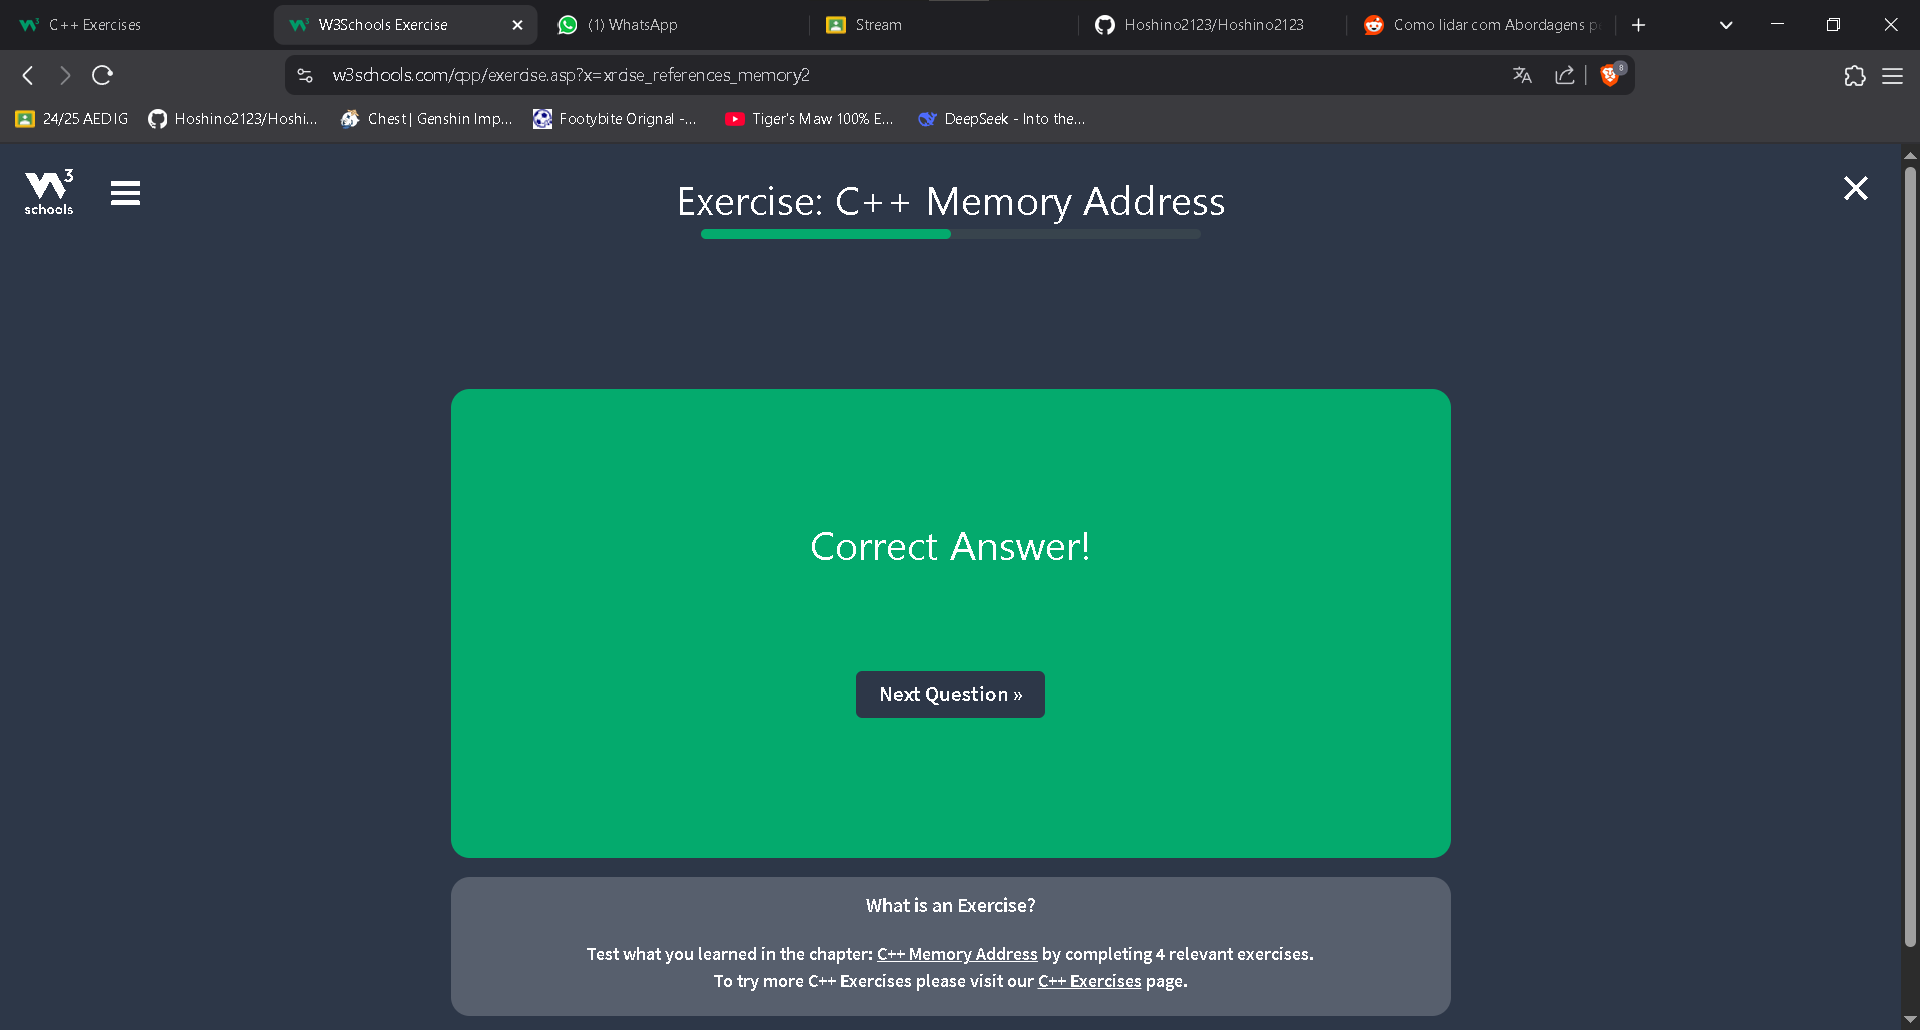 C++ Exercises
W3Schools Exercise
(1) WhatsApp
Stream
Hoshino2123/Hoshino2123
Como lidar com Abordagens pe
w3schools.com/cpp/exercise.asp?x=xrcise_references_memory2
24/25 AEDIG
Hoshino2123/Hoshi...
Chest | Genshin Imp...
Footybite Orignal -...
Tiger's Maw 100% E...
DeepSeek - Into the...
3
schools
Exercise: C++ Memory Address
Correct Answer!
Next Question »
What is an Exercise?
Test what you learned in the chapter: C++ Memory Address by completing 4 relevant exercises.
To try more C++ Exercises please visit our C++ Exercises page.